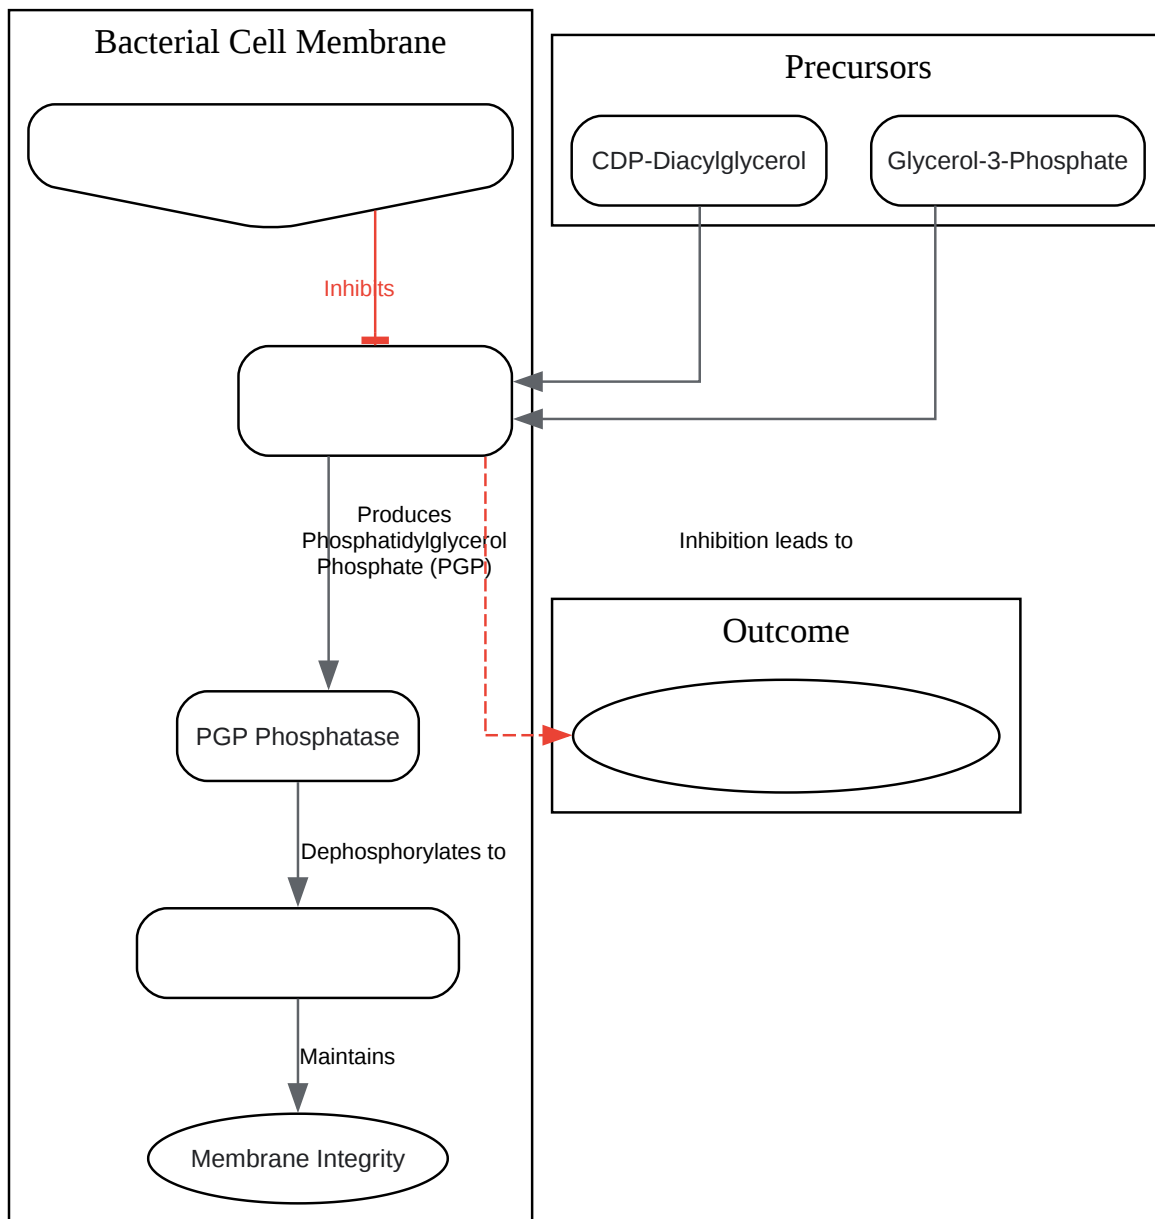 Bacterial Cell Membrane
Precursors
CDP-Diacylglycerol
Glycerol-3-Phosphate
Inhibits
Produces
Phosphatidylglycerol
Phosphate (PGP)
Inhibition leads to
Outcome
PGP Phosphatase
Dephosphorylates to
Maintains
Membrane Integrity